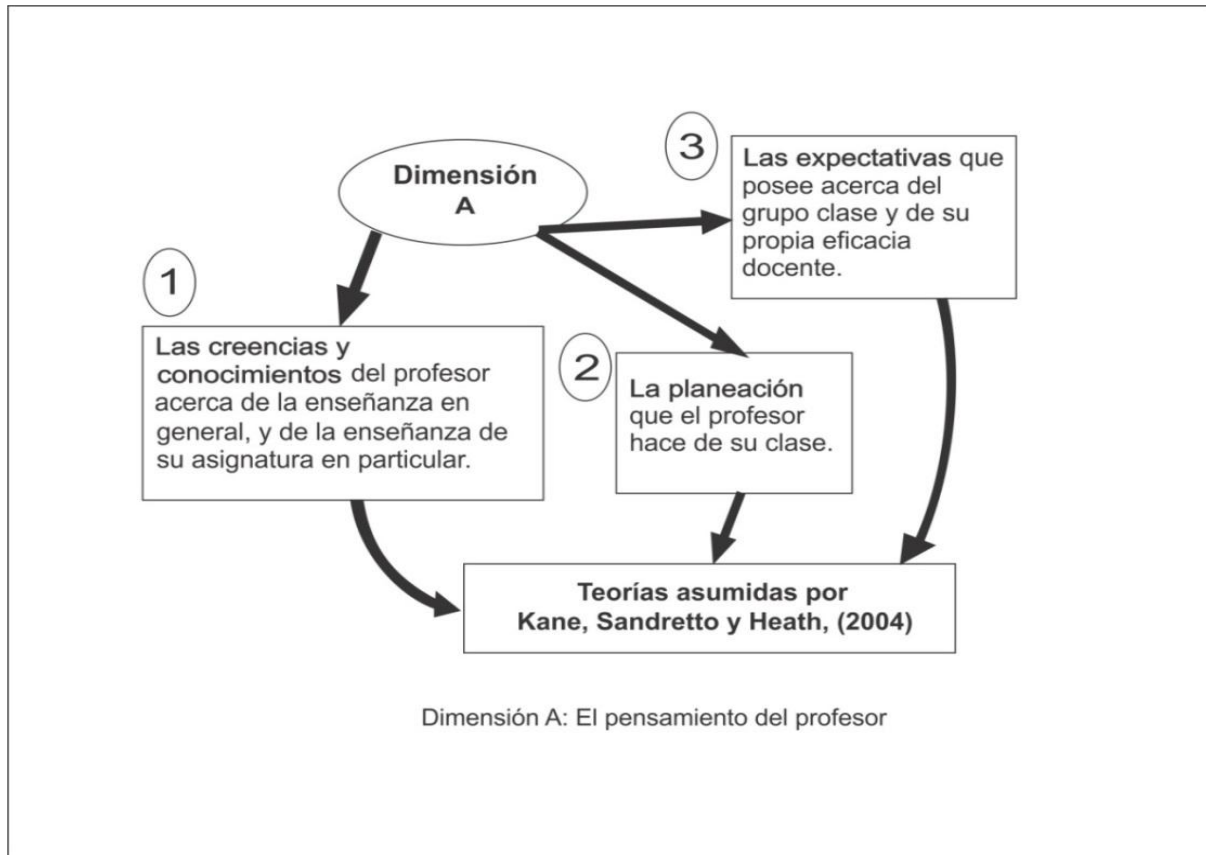 Dimensión
A
1
Las creencias y
conocimientos del profesor
acerca de la enseñanza en
general, y de la enseñanza de
su asignatura en particular.
2
La planeación
que el profesor
hace de su clase.
3
Las expectativas que
posee acerca del
grupo clase y de su
propia eficacia
docente.
Teorías asumidas por
Kane, Sandretto y Heath, (2004)
Dimensión A: El pensamiento del profesor